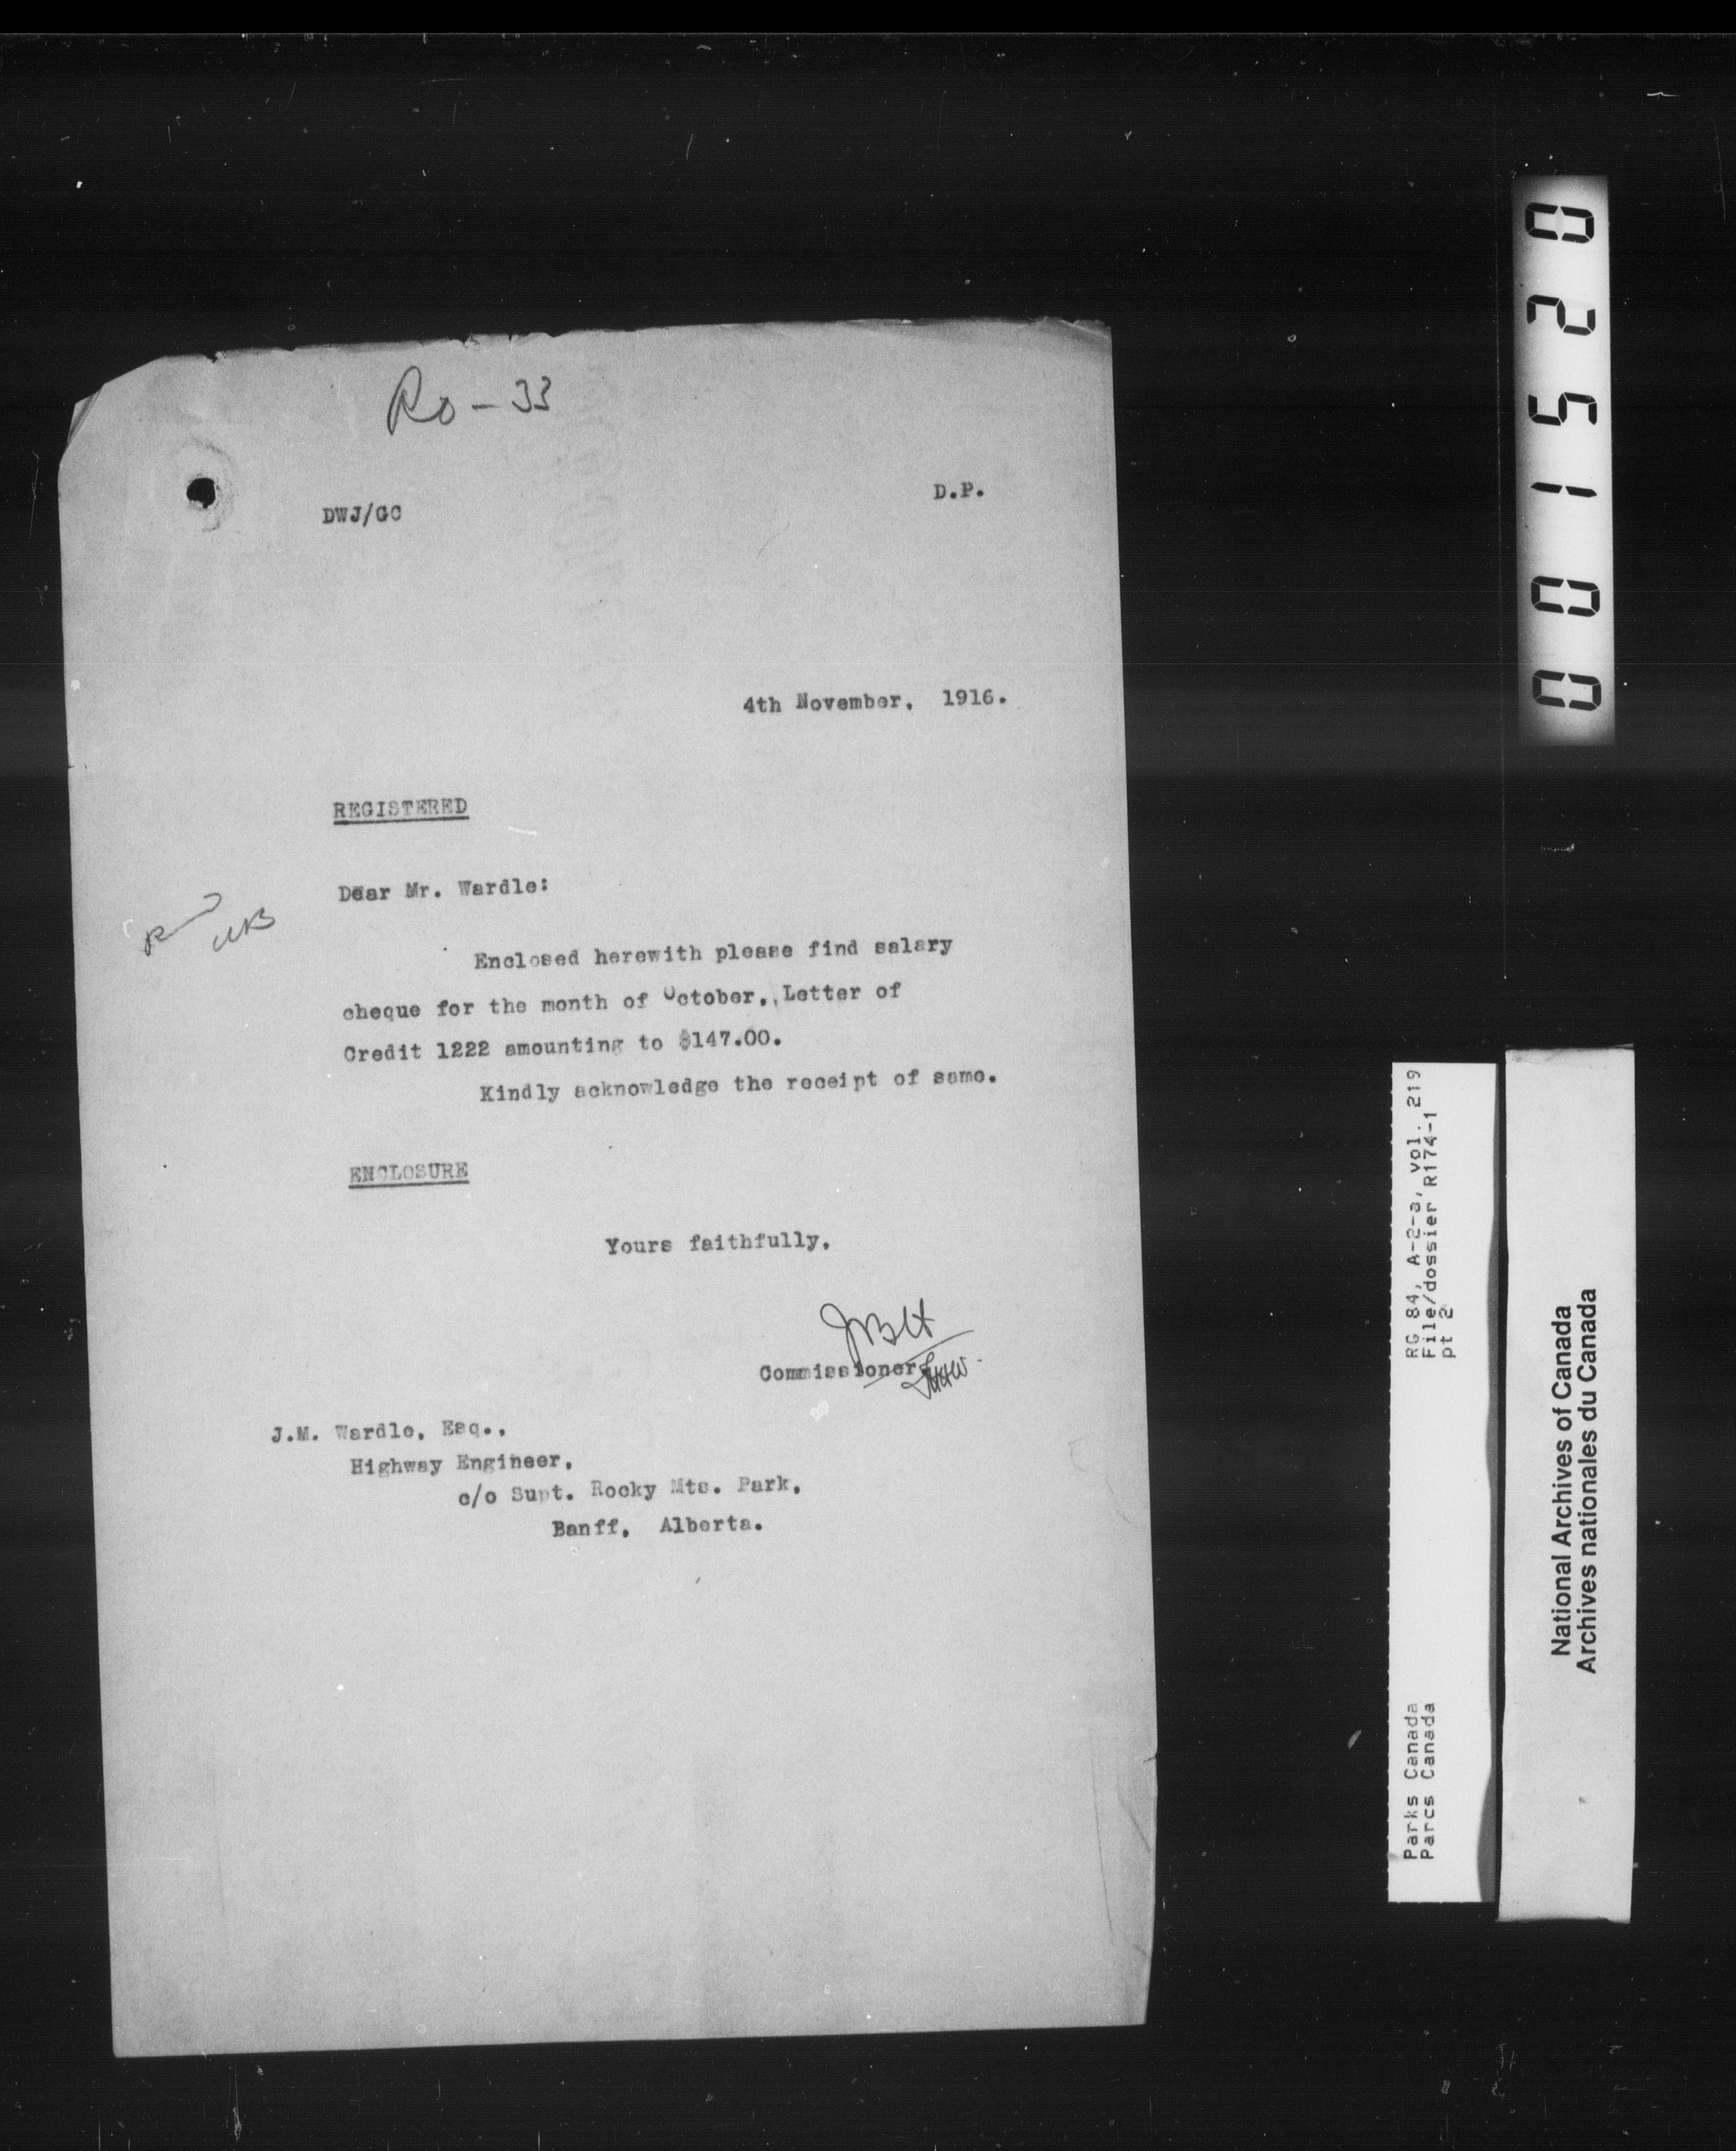 Ro - 33
D.P.
DWJ/GC
4th November, 1916.
REGISTERED
Dear Mr. Wardle:
Enclosed herewith please find salary
cheque for the month of October., Letter of
Credit 1222 amounting to $147.00.
Kindly acknowledge the receipt of same.
ENCLOSURE
Yours faithfully,
JBH
Commissioner
J.M. Wardle, Esq.,
Highway Engineer,
c/o Supt. Rocky Mts. Park,
Banff, Alberta.
001520
RG 84, A-2-a, vol. 219
File/dossier R174-1
pt 2
Parks Canada
Parcs Canada
National Archives of Canada
Archives nationales du Canada